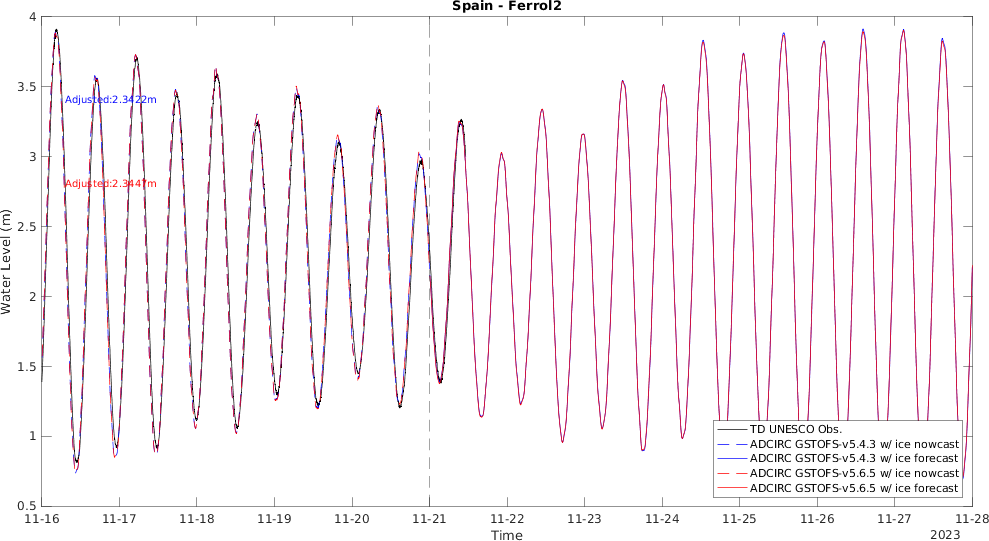 Spain - Ferrol2
Water Level (m)
4
3.5
3
2.5
2
1.5
1
0.5
Adjusted:2.3422m
Adjusted:2.3447m
TD UNESCO Obs.
ADCIRC GSTOFS-v5.4.3 w/ ice nowcast
ADCIRC GSTOFS-v5.4.3 w/ ice forecast
ADCIRC GSTOFS-v5.6.5 w/ ice nowcast
ADCIRC GSTOFS-v5.6.5 w/ ice forecast
11-16 11-17 11-18 11-19 11-20 11-21 11-22 11-23 11-24 11-25 11-26 11-27 11-28
Time
2023